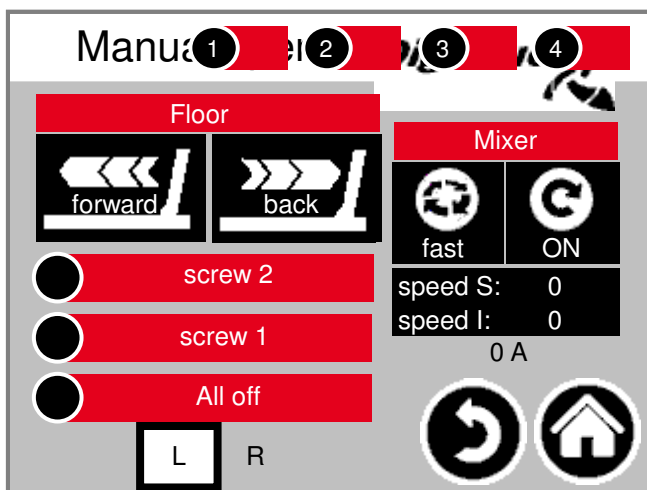 1 2 3 4
Floor
Mixer
forward
back
fast
ON
screw 2
speed S: 0
speed I: 0
screw 1
0 A
All off
L R